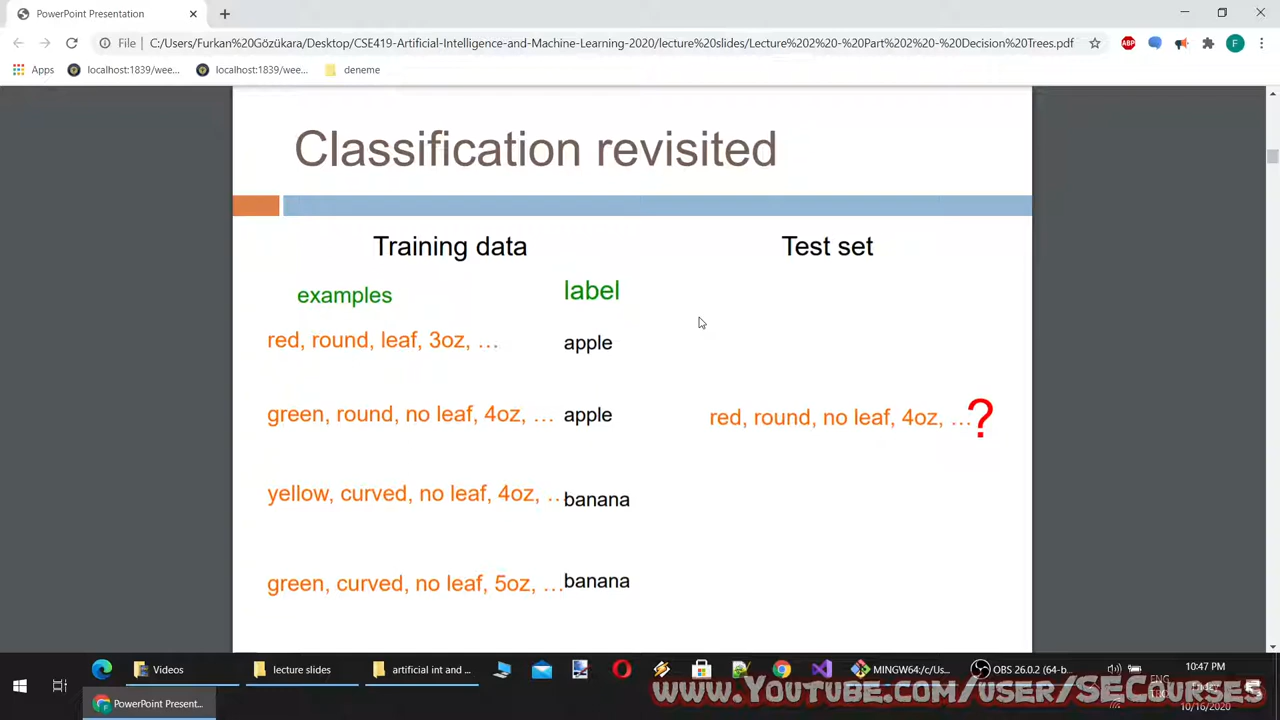 PowerPoint Presentation
File
C:/Users/Furkan%20Gözükara/Desktop/CSE419-Artificial-Intelligence-and-Machine-Learning-2020/lecture%20slides/Lecture%202%20-%20Part%202%20-%20Decision%20Trees.pdf
ABP
F
Apps
localhost:1839/wee...
localhost:1839/wee...
deneme
Classification revisited
Training data
Test set
examples
label
red, round, leaf, 3oz, …
apple
green, round, no leaf, 4oz, …
apple
red, round, no leaf, 4oz, …?
yellow, curved, no leaf, 4oz, …
banana
green, curved, no leaf, 5oz, …
banana
Videos
lecture slides
artificial int and ...
MINGW64:/c/Us...
OBS 26.0.2 (64-b...
ENG
10:47 PM
10/16/2020
PowerPoint Present...
www.Youtube.com/user/SECourses